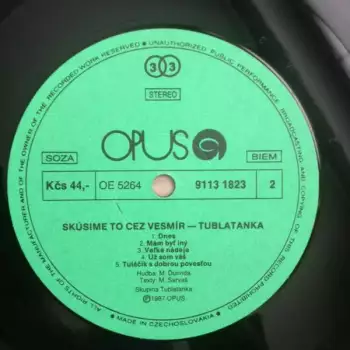 ALL RIGHTS OF THE MANUFACTURER AND OF THE OWNER OF THE RECORDED WORK RESERVED • UNAUTHORIZED PUBLIC PERFORMANCE BROADCASTING AND COPYING OF THIS RECORD PROHIBITED
33
STEREO
OPUS
SOZA BIEM
Kčs 44,- OE 5264 9113 1823 2
SKÚSIME TO CEZ VESMÍR — TUBLATANKA
1. Dnes
2. Mám byť iný
3. Veľká nádeja
4. Už som váš
5. Tuláčik s dobrou povesťou
Hudba: M. Ďurinda
Texty: M. Sarvaš
Skupina Tublatanka
℗ 1987 OPUS
• MADE IN CZECHOSLOVAKIA •